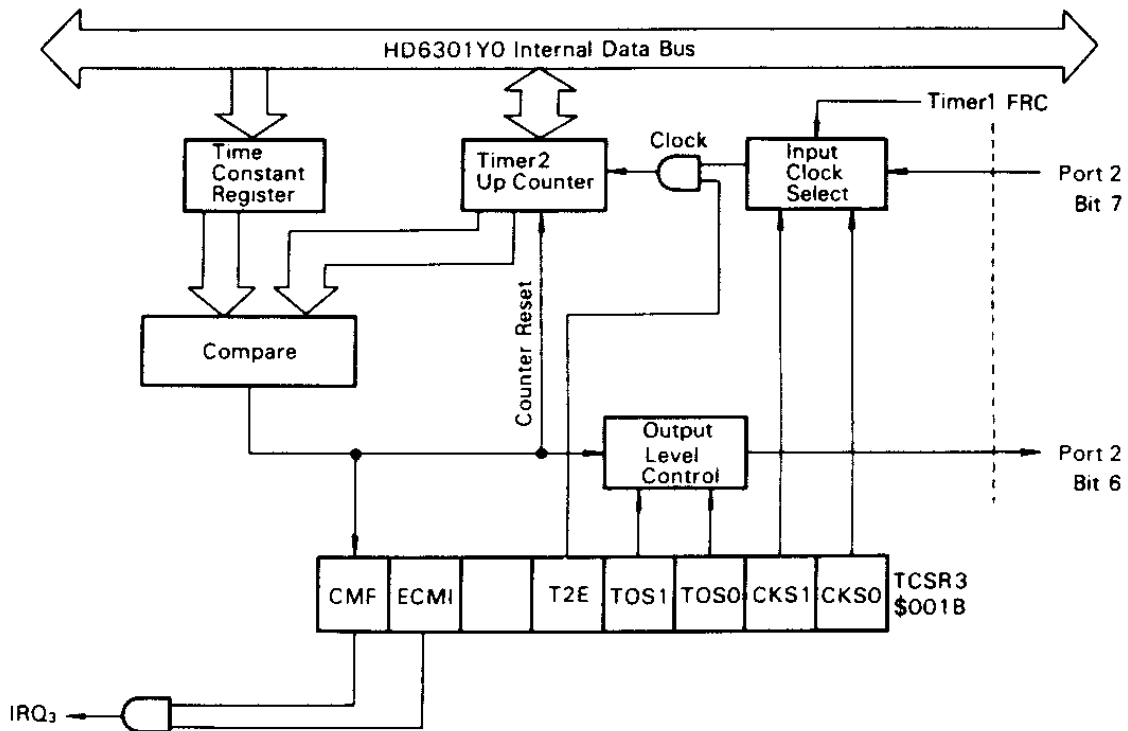 HD6301Y0 Internal Data Bus
Timer1 FRC
Time
Constant
Register
Timer2
Up Counter
Clock
Input
Clock
Select
Port 2
Bit 7
Compare
Counter Reset
Output
Level
Control
Port 2
Bit 6
CMF
ECMI
T2E
TOS1
TOS0
CKS1
CKS0
TCSR3
$001B
IRQ₃